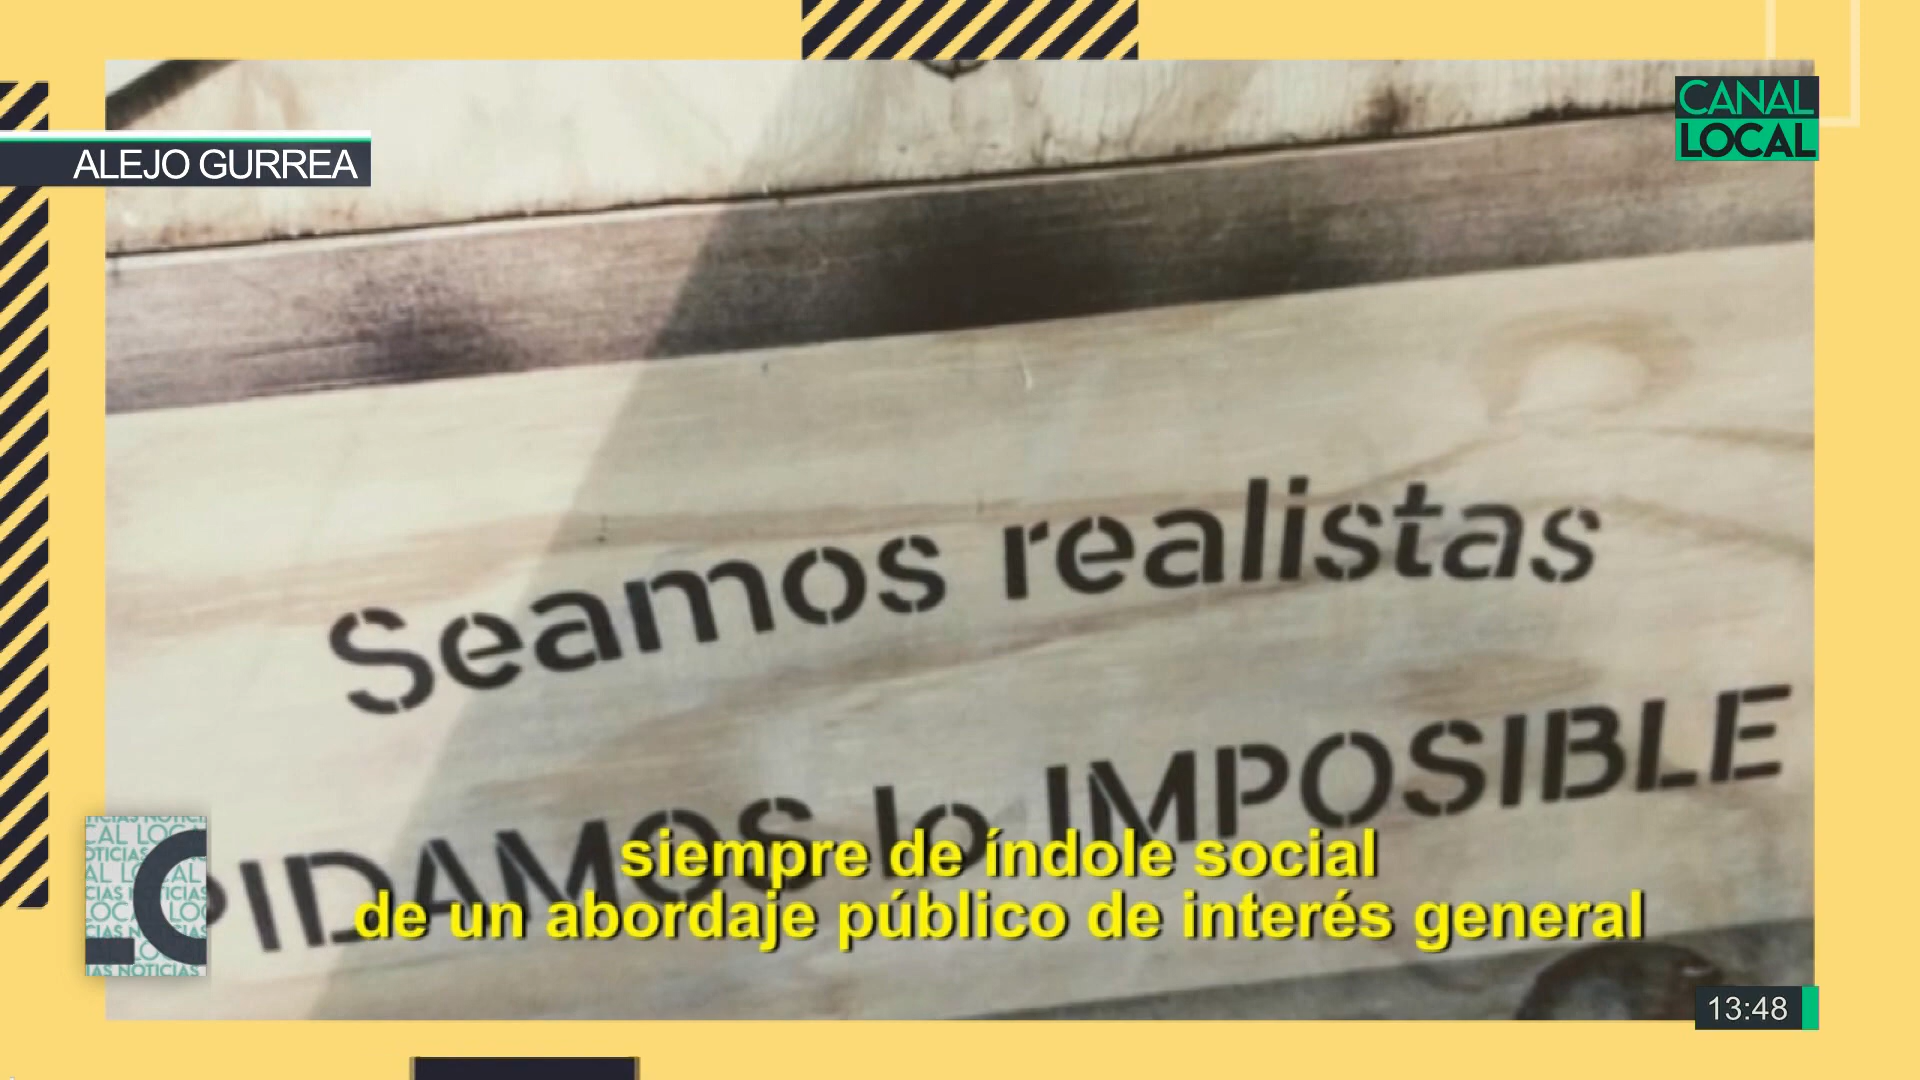 CANAL
LOCAL
ALEJO GURREA
Seamos realistas
PIDAMOS lo IMPOSIBLE
siempre de índole social
de un abordaje público de interés general
13:48